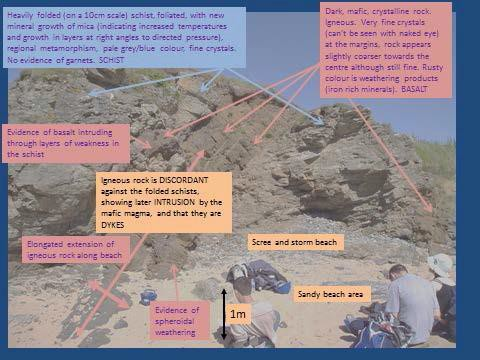 Heavily folded (on a 10cm scale) schist, foliated, with new
mineral growth of mica (indicating increased temperatures
and growth in layers at right angles to directed pressure),
regional metamorphism, pale grey/blue colour, fine crystals.
No evidence of garnets. SCHIST
Dark, mafic, crystalline rock.
Igneous. Very fine crystals
(can't be seen with naked eye) at
the margins, rock appears
slightly coarser towards the
centre although still fine. Rusty
colour is weathering products
(iron rich minerals). BASALT
Evidence of basalt intruding
through layers of weakness in
the schist
Igneous rock is DISCORDANT
against the folded schists,
showing later INTRUSION by the
mafic magma, and that they are
DYKES
Elongated extension of
igneous rock along beach
Scree and storm beach
Sandy beach area
Evidence of
spheroidal
weathering
1m